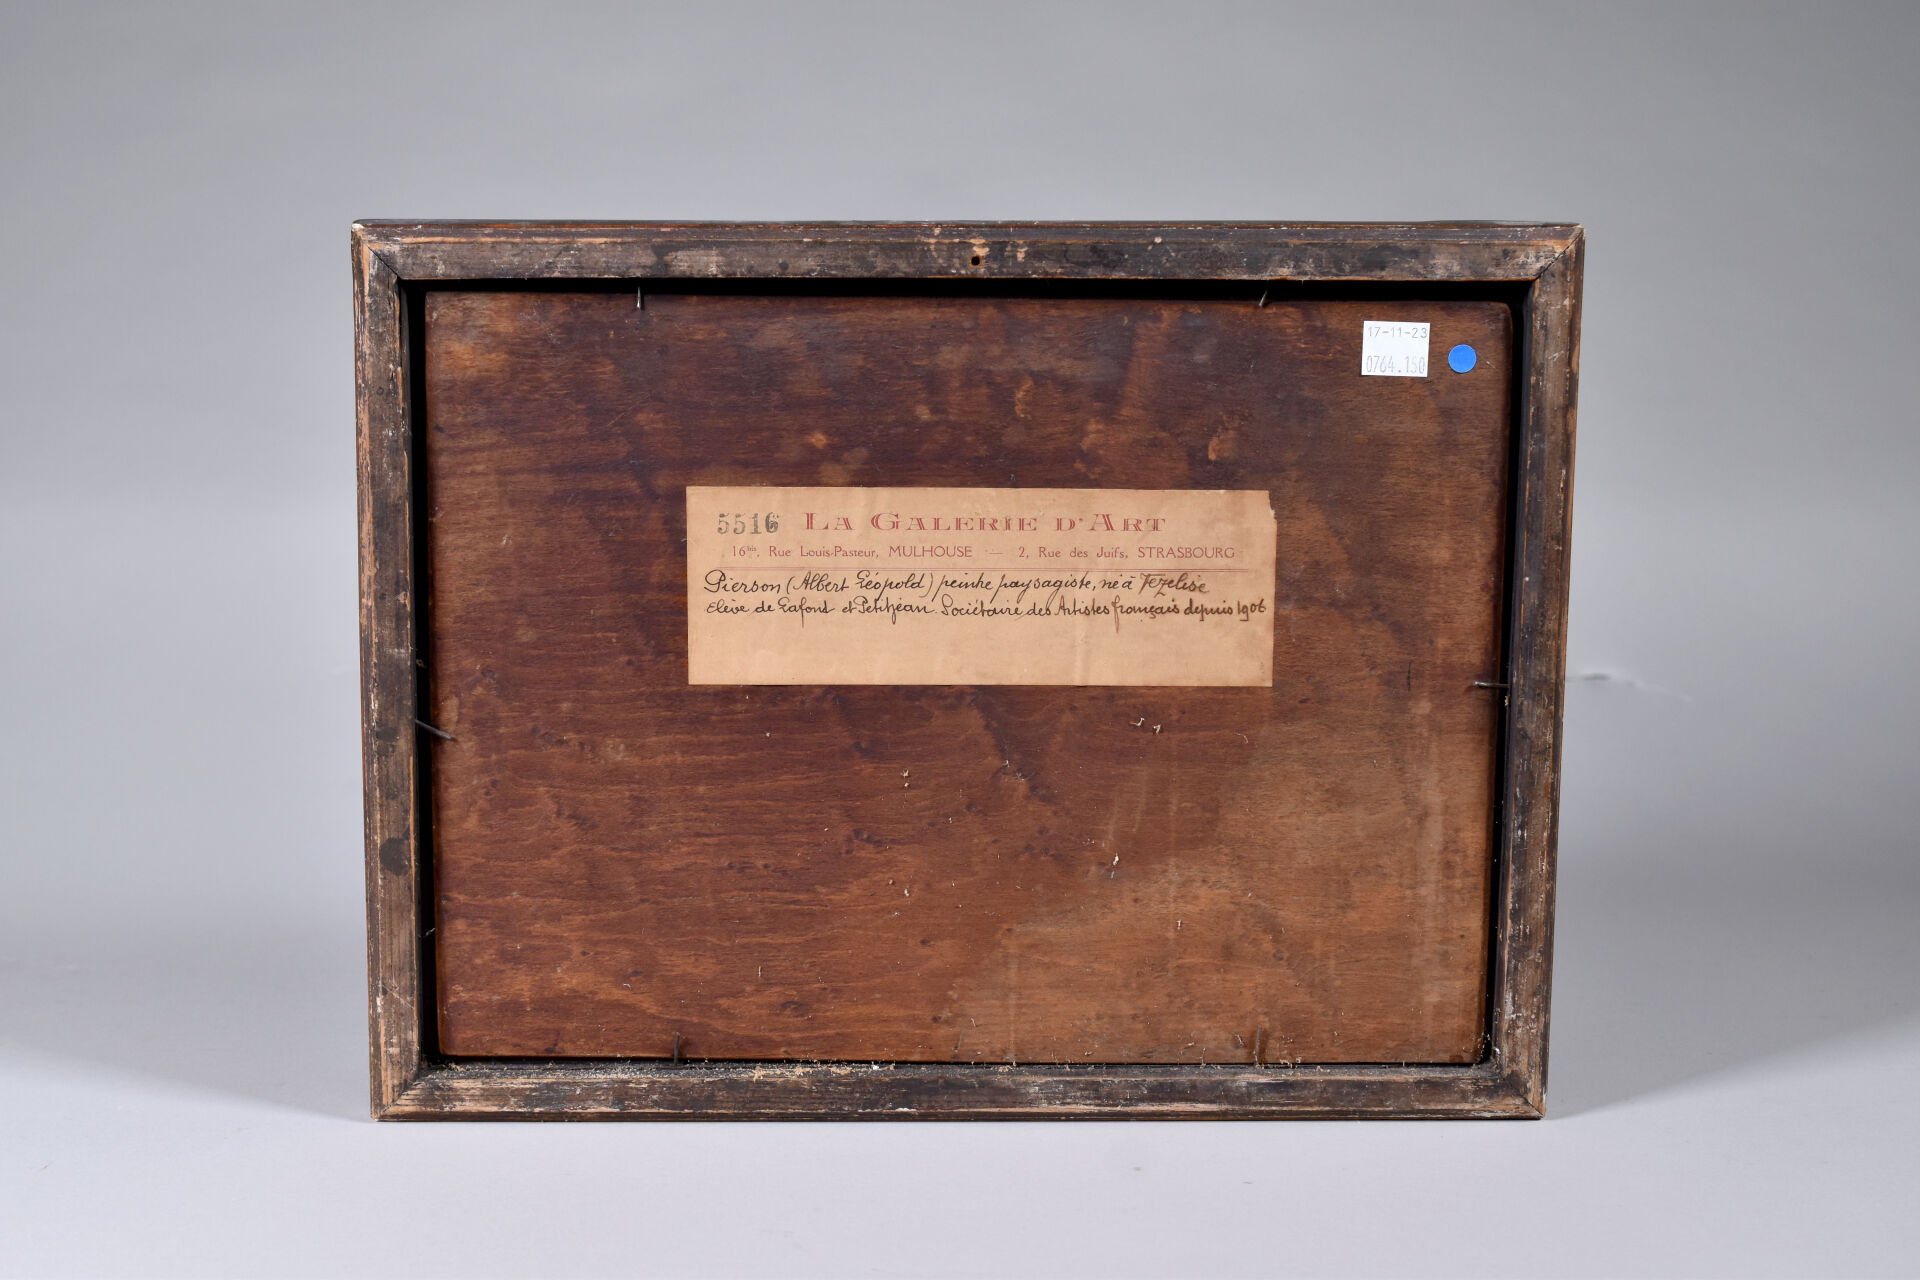 17-11-23
0764.150
5516 LA GALERIE D'ART
16bis, Rue Louis-Pasteur, MULHOUSE — 2, Rue des Juifs, STRASBOURG
Pierson (Albert Léopold) peintre paysagiste, né à Vezelise
Elève de Lafont et Petitjean. Sociétaire des Artistes français depuis 1906